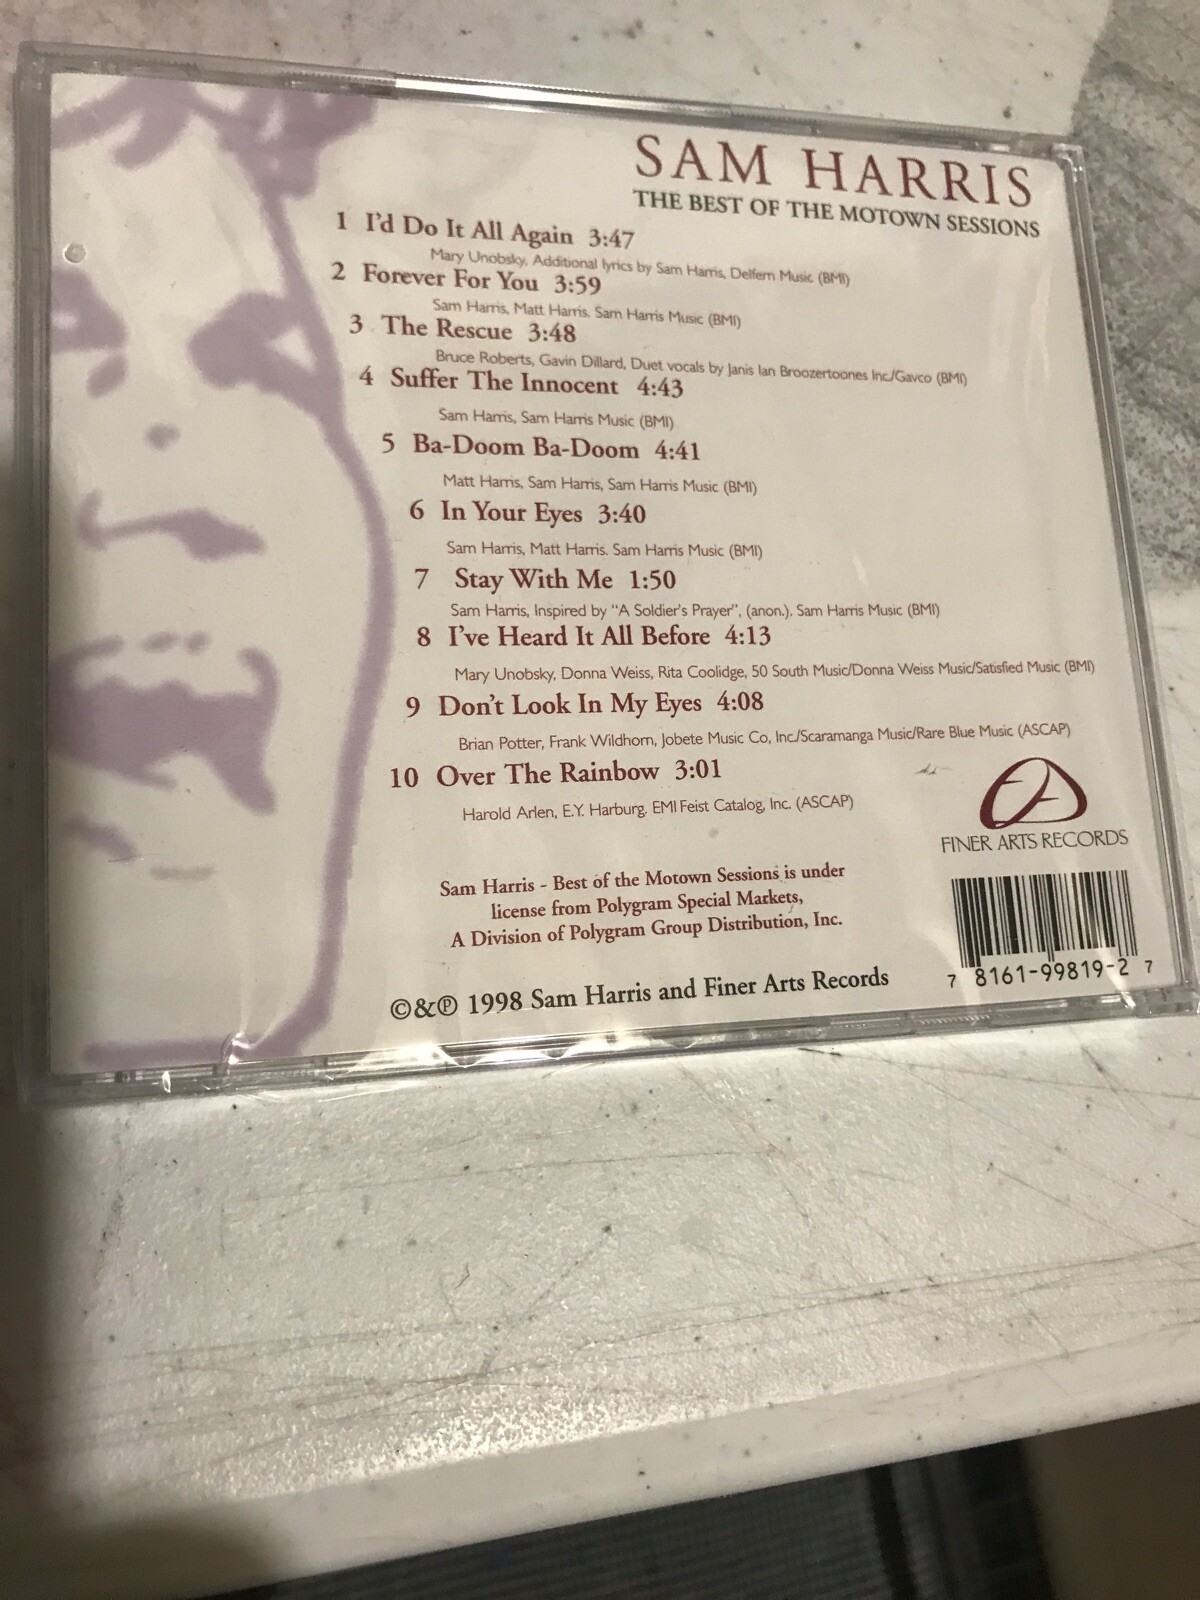 SAM HARRIS
THE BEST OF THE MOTOWN SESSIONS
1 I'd Do It All Again 3:47
Mary Unobsky, Additional lyrics by Sam Harris, Delfern Music (BMI)
2 Forever For You 3:59
Sam Harris, Matt Harris. Sam Harris Music (BMI)
3 The Rescue 3:48
Bruce Roberts, Gavin Dillard, Duet vocals by Janis Ian Broozertoones Inc/Gavco (BMI)
4 Suffer The Innocent 4:43
Sam Harris, Sam Harris Music (BMI)
5 Ba-Doom Ba-Doom 4:41
Matt Harris, Sam Harris, Sam Harris Music (BMI)
6 In Your Eyes 3:40
Sam Harris, Matt Harris. Sam Harris Music (BMI)
7 Stay With Me 1:50
Sam Harris, Inspired by "A Soldier's Prayer", (anon.). Sam Harris Music (BMI)
8 I've Heard It All Before 4:13
Mary Unobsky, Donna Weiss, Rita Coolidge, 50 South Music/Donna Weiss Music/Satisfied Music (BMI)
9 Don't Look In My Eyes 4:08
Brian Potter, Frank Wildhorn, Jobete Music Co, Inc./Scaramanga Music/Rare Blue Music (ASCAP)
10 Over The Rainbow 3:01
Harold Arlen, E.Y. Harburg. EMI Feist Catalog, Inc. (ASCAP)
FINER ARTS RECORDS
Sam Harris - Best of the Motown Sessions is under
license from Polygram Special Markets,
A Division of Polygram Group Distribution, Inc.
7 8161-99819-2 7
©&℗ 1998 Sam Harris and Finer Arts Records